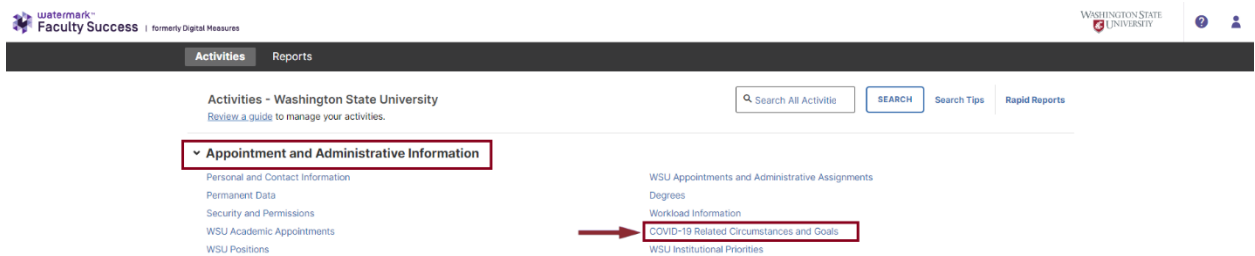 watermark™
Faculty Success | formerly Digital Measures
WASHINGTON STATE
UNIVERSITY
?
Activities Reports
Activities - Washington State University
Search All Activitie SEARCH Search Tips Rapid Reports
Review a guide to manage your activities.
Appointment and Administrative Information
Personal and Contact Information WSU Appointments and Administrative Assignments
Permanent Data Degrees
Security and Permissions Workload Information
WSU Academic Appointments COVID-19 Related Circumstances and Goals
WSU Positions WSU Institutional Priorities